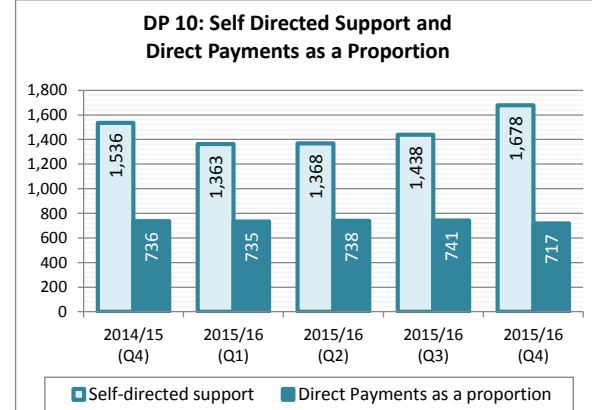 DP 10: Self Directed Support and
Direct Payments as a Proportion
1,800
1,600
1,400
1,200
1,000
800
600
400
200
0
1,536
736
1,363
735
1,368
738
1,438
741
1,678
717
2014/15
(Q4)
2015/16
(Q1)
2015/16
(Q2)
2015/16
(Q3)
2015/16
(Q4)
Self-directed support
Direct Payments as a proportion